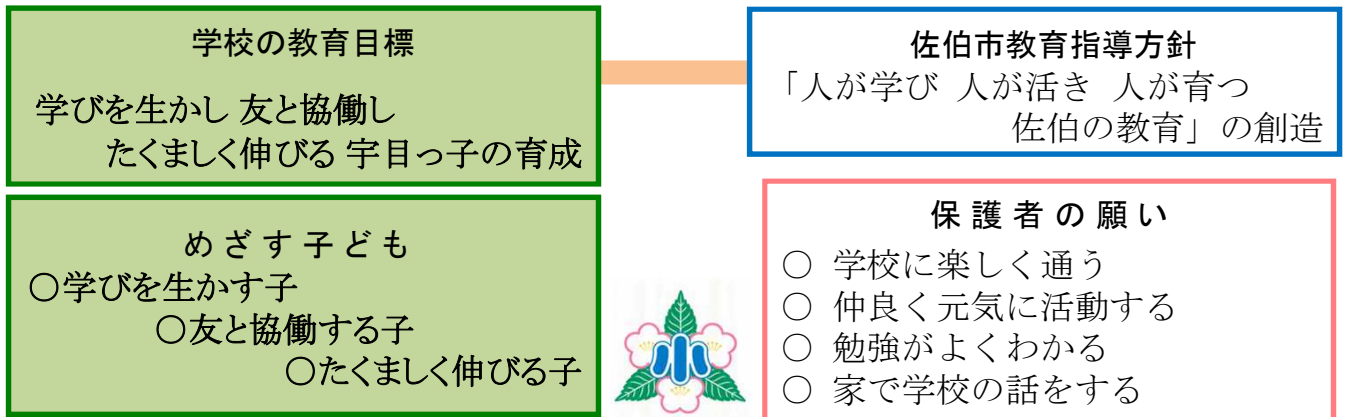 学校の教育目標
学びを生かし 友と協働し
たくましく伸びる 宇目っ子の育成
佐伯市教育指導方針
「人が学び 人が活き 人が育つ
佐伯の教育」の創造
めざす子ども
○学びを生かす子
○友と協働する子
○たくましく伸びる子
小
保護者の願い
○ 学校に楽しく通う
○ 仲良く元気に活動する
○ 勉強がよくわかる
○ 家で学校の話をする